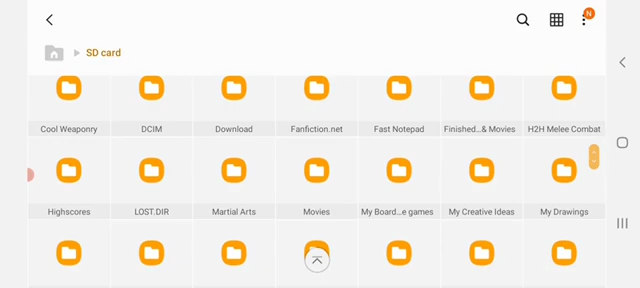 N
SD card
Cool Weaponry
DCIM
Download
Fanfiction.net
Fast Notepad
Finished...& Movies
H2H Melee Combat
Highscores
LOST.DIR
Martial Arts
Movies
My Board...e games
My Creative Ideas
My Drawings